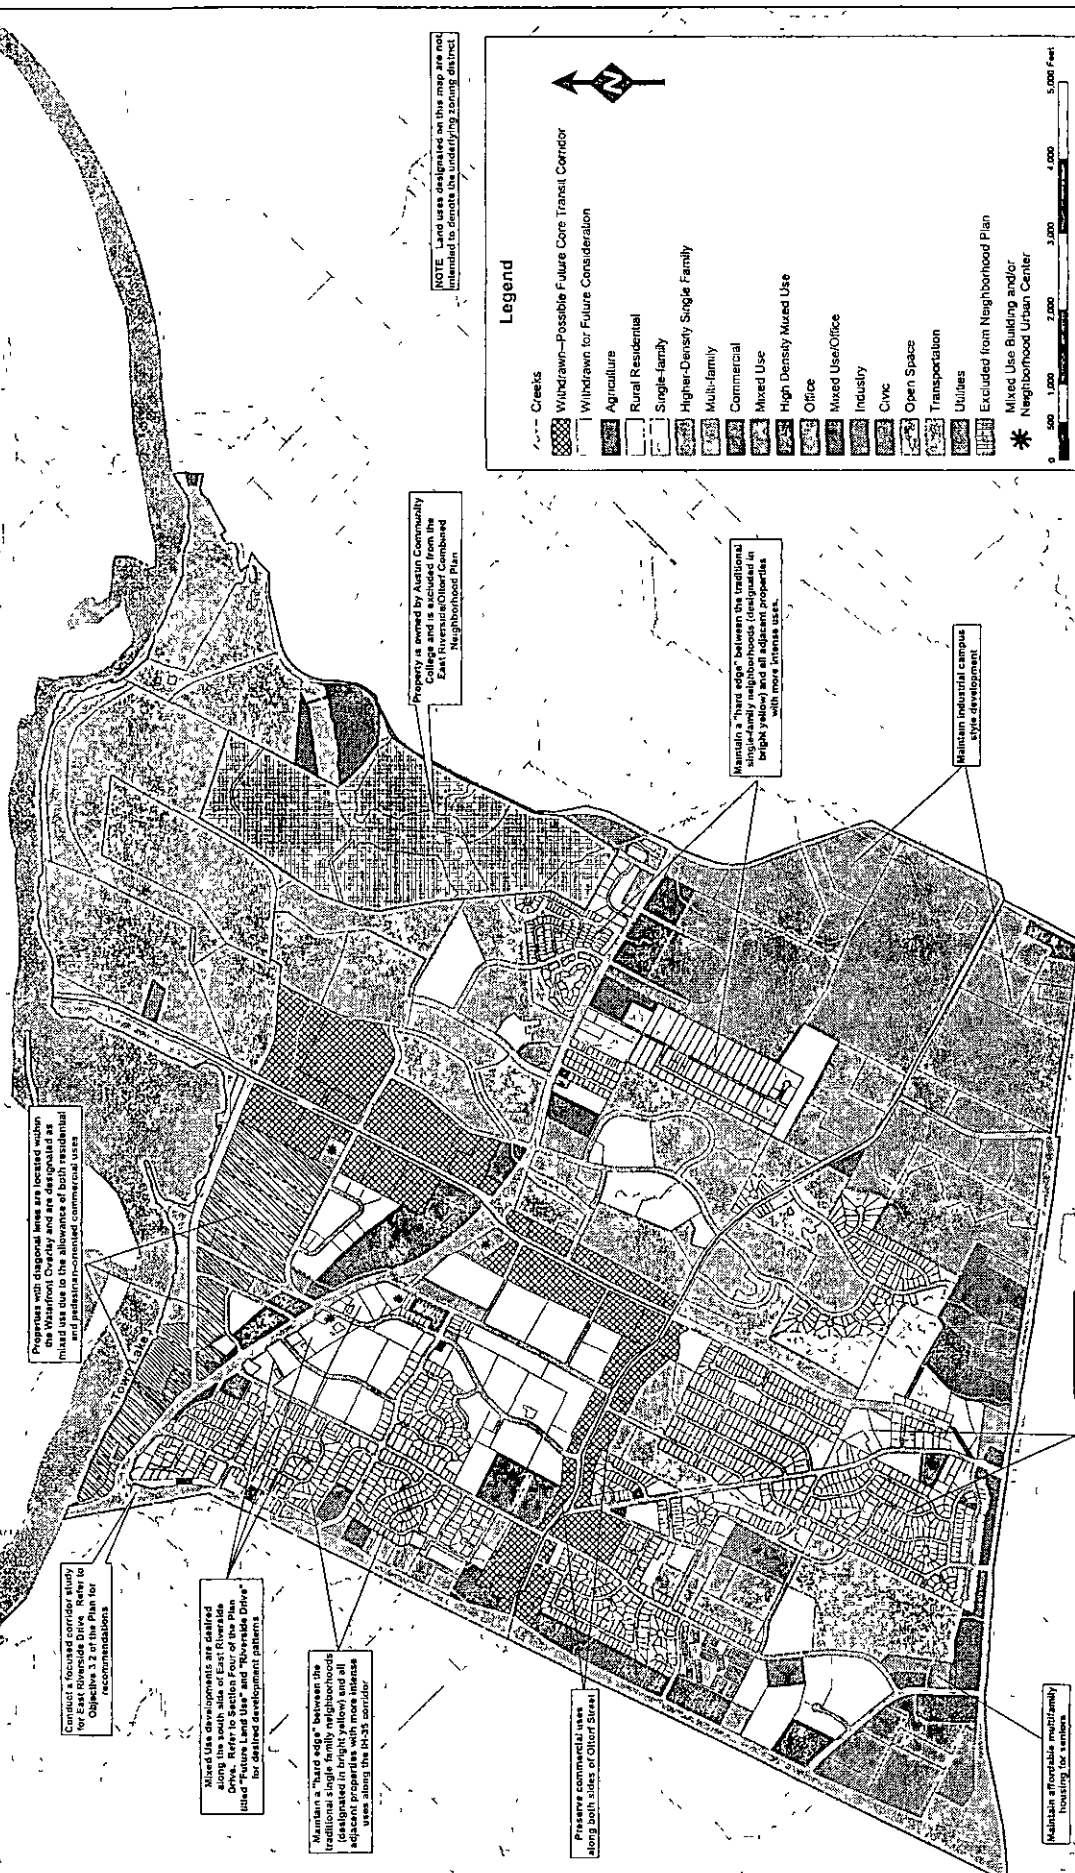 Conduct a focused corridor study
for East Riverside Drive Refer to
Objective 3 2 of the Plan for
recommendations
Properties with diagonal lines are located within
the Waterfront Overlay and are designated as
mixed use due to the allowance of both residential
and pedestrian-oriented commercial uses
Mixed Use developments are desired
along the south side of East Riverside
Drive. Refer to Section Four of the Plan
titled "Future Land Use" and "Riverside Drive"
for desired development patterns
Maintain a "hard edge" between the
traditional single family neighborhoods
(designated in bright yellow) and all
adjacent properties with more intense
uses along the IH-35 corridor
Preserve commercial uses
along both sides of Oltorf Street
Maintain affordable multifamily
housing for seniors
Property is owned by Austin Community
College and is excluded from the
East Riverside/Oltorf Combined
Neighborhood Plan
Maintain a "hard edge" between the traditional
single-family neighborhoods (designated in
bright yellow) and all adjacent properties
with more intense uses.
Maintain industrial campus
style development
NOTE Land uses designated on this map are not
intended to denote the underlying zoning district
Legend
Creeks
Withdrawn--Possible Future Core Transit Corridor
Withdrawn for Future Consideration
Agriculture
Rural Residential
Single-family
Higher-Density Single Family
Multi-family
Commercial
Mixed Use
High Density Mixed Use
Office
Mixed Use/Office
Industry
Civic
Open Space
Transportation
Utilities
Excluded from Neighborhood Plan
Mixed Use Building and/or
Neighborhood Urban Center
N
0 500 1,000 2,000 3,000 4,000 5,000 Feet